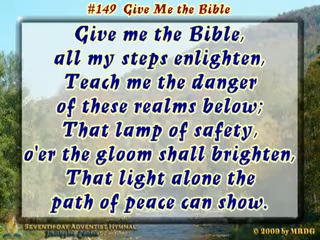 #149 Give Me the Bible
Give me the Bible,
all my steps enlighten,
Teach me the danger
of these realms below;
That lamp of safety,
o'er the gloom shall brighten,
That light alone the
path of peace can show.
Seventh-day Adventist Hymnal
© 2009 by MRDG